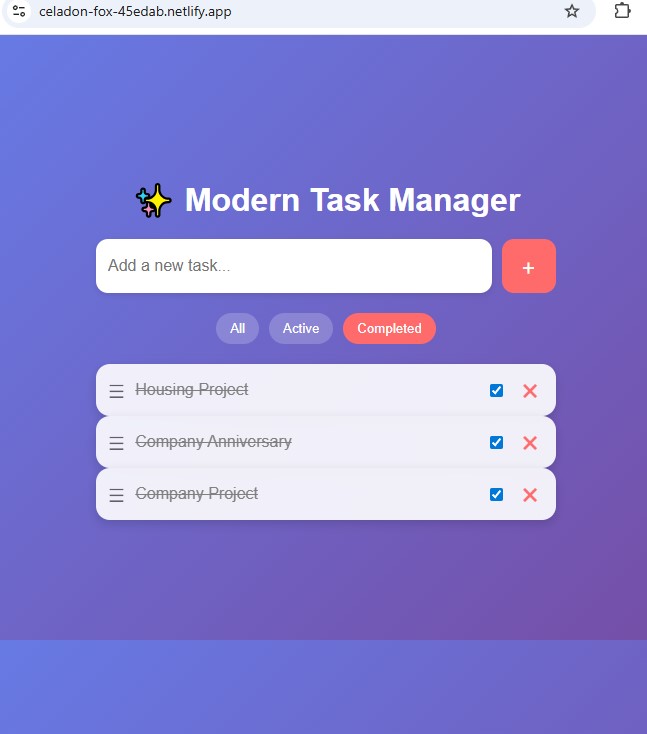 celadon-fox-45edab.netlify.app
✨ Modern Task Manager
Add a new task...
+
All Active Completed
Housing Project
Company Anniversary
Company Project